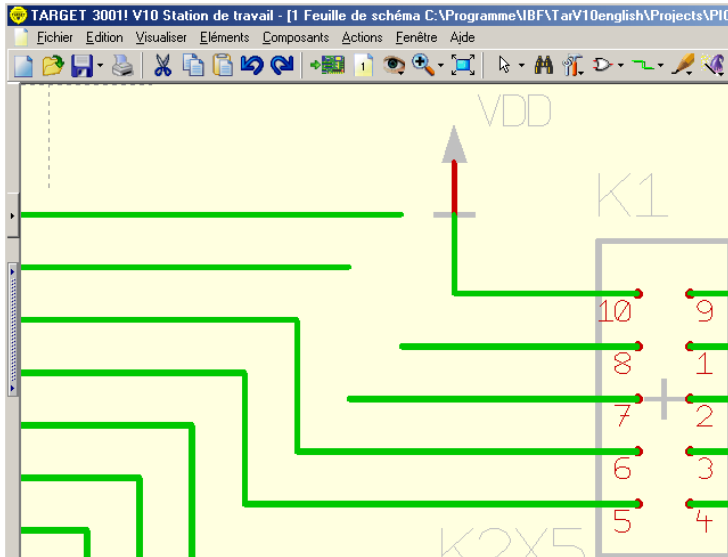 TARGET 3001! V10 Station de travail - [1 Feuille de schéma C:\Programme\IBF\TarV10english\Projects\PIC
Fichier Edition Visualiser Eléments Composants Actions Fenêtre Aide
1
VDD
K1
10 9
8 1
7 2
6 3
5 4
K2X5